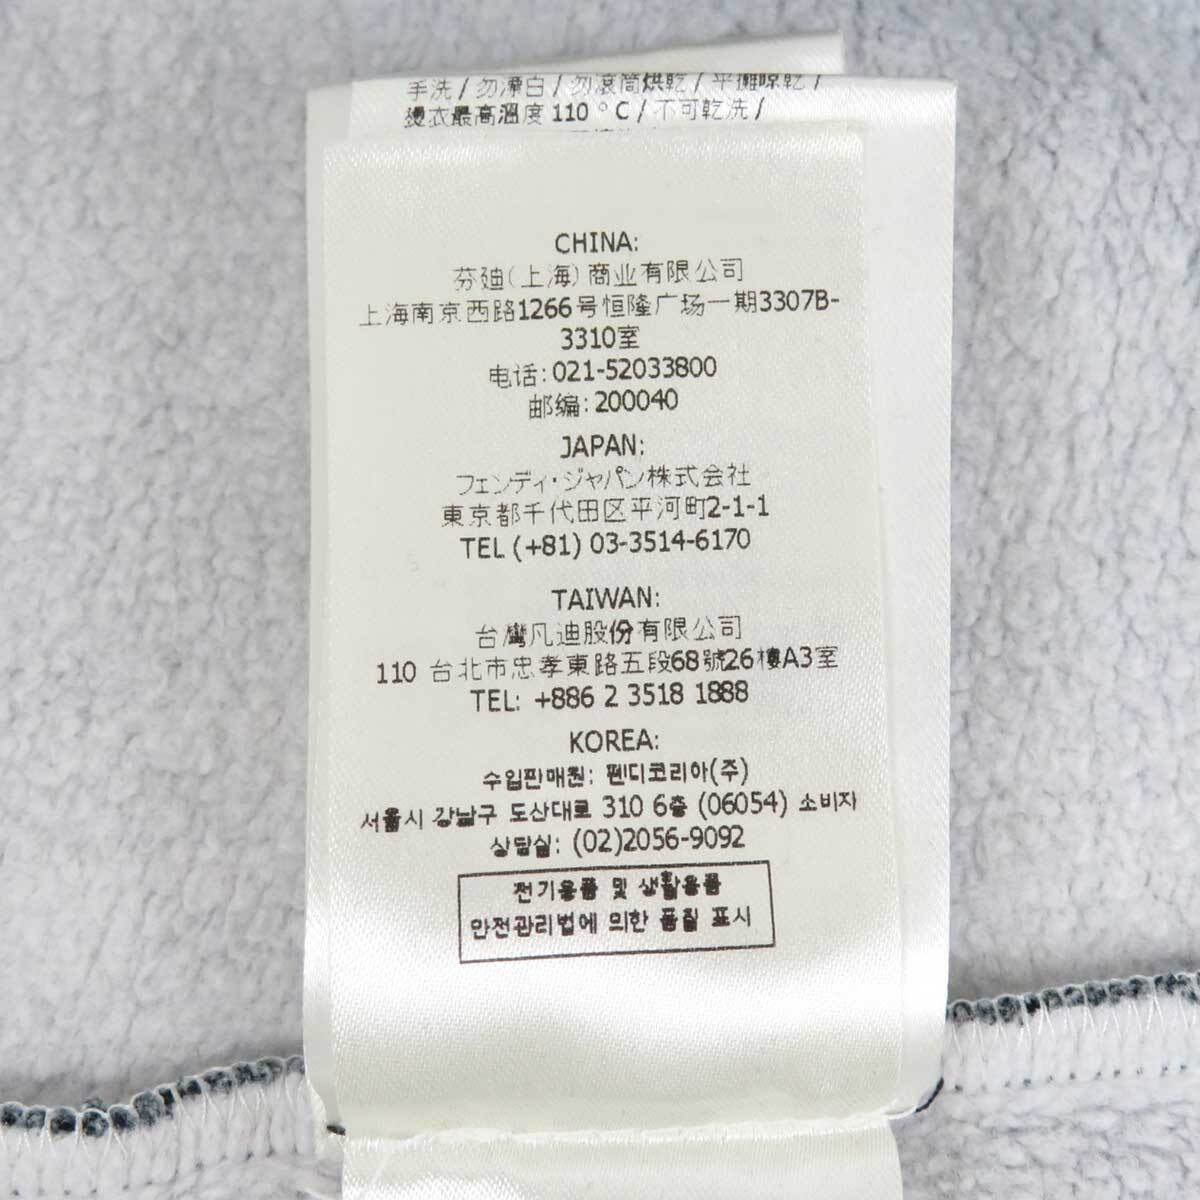 手洗/勿漂白/勿滾筒烘乾/平攤晾乾/
燙衣最高溫度110°C/不可乾洗/
CHINA:
芬迪(上海)商业有限公司
上海南京西路1266号恒隆广场一期3307B-
3310室
电话:021-52033800
邮编:200040
JAPAN:
フェンディ・ジャパン株式会社
東京都千代田区平河町2-1-1
TEL (+81) 03-3514-6170
TAIWAN:
台灣凡迪股份有限公司
110 台北市忠孝東路五段68號26樓A3室
TEL: +886 2 3518 1888
KOREA:
수입판매원: 펜디코리아(주)
서울시 강남구 도산대로 310 6층 (06054) 소비자
상담실: (02)2056-9092
전기용품 및 생활용품
안전관리법에 의한 품질 표시